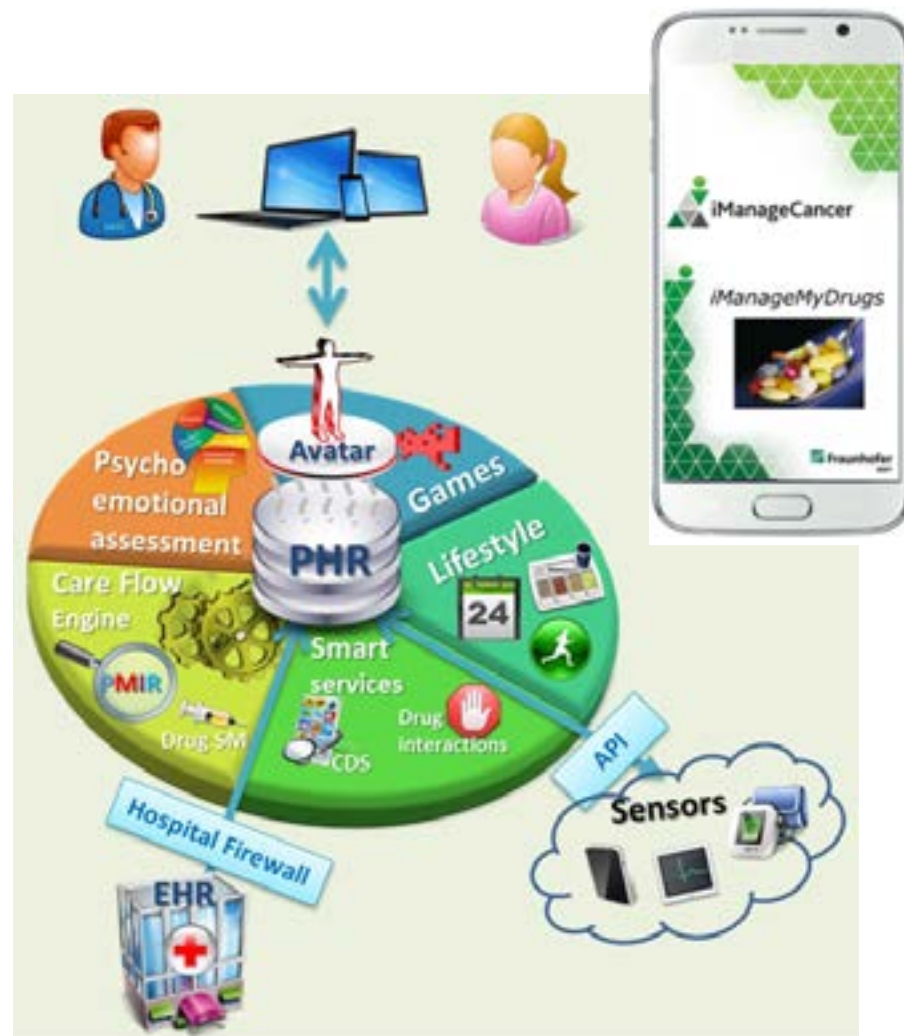 iManageCancer
iManageMyDrugs
Fraunhofer
Avatar
PHR
Psycho
emotional
assessment
Games
Lifestyle
24
Care Flow
Engine
PMIR
Drug SM
Smart
services
CDS
Drug
Interactions
API
Sensors
Hospital Firewall
EHR